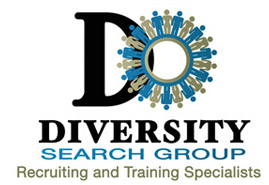 D
DIVERSITY
SEARCH GROUP
Recruiting and Training Specialists